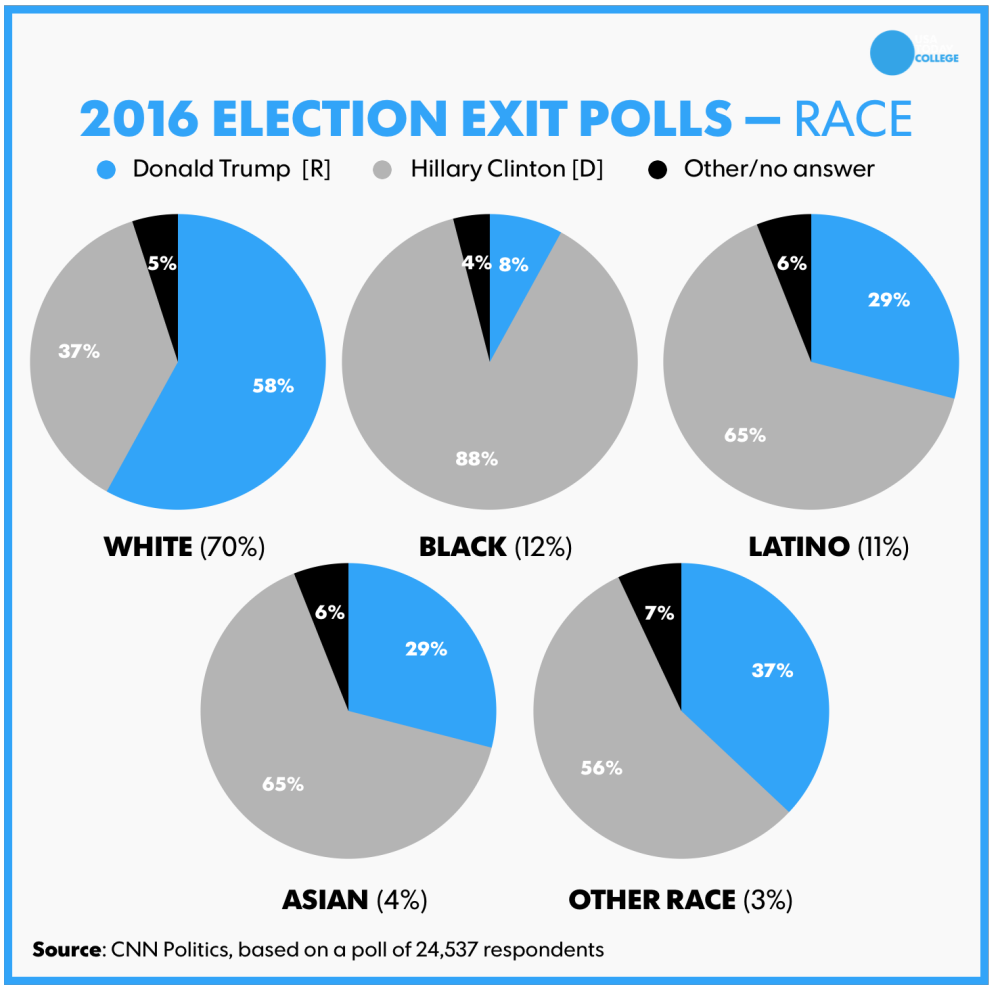 COLLEGE
2016 ELECTION EXIT POLLS — RACE
Donald Trump [R] Hillary Clinton [D] Other/no answer
5%
37%
58%
WHITE (70%)
4% 8%
88%
BLACK (12%)
6%
29%
65%
LATINO (11%)
6%
29%
65%
ASIAN (4%)
7%
37%
56%
OTHER RACE (3%)
Source: CNN Politics, based on a poll of 24,537 respondents